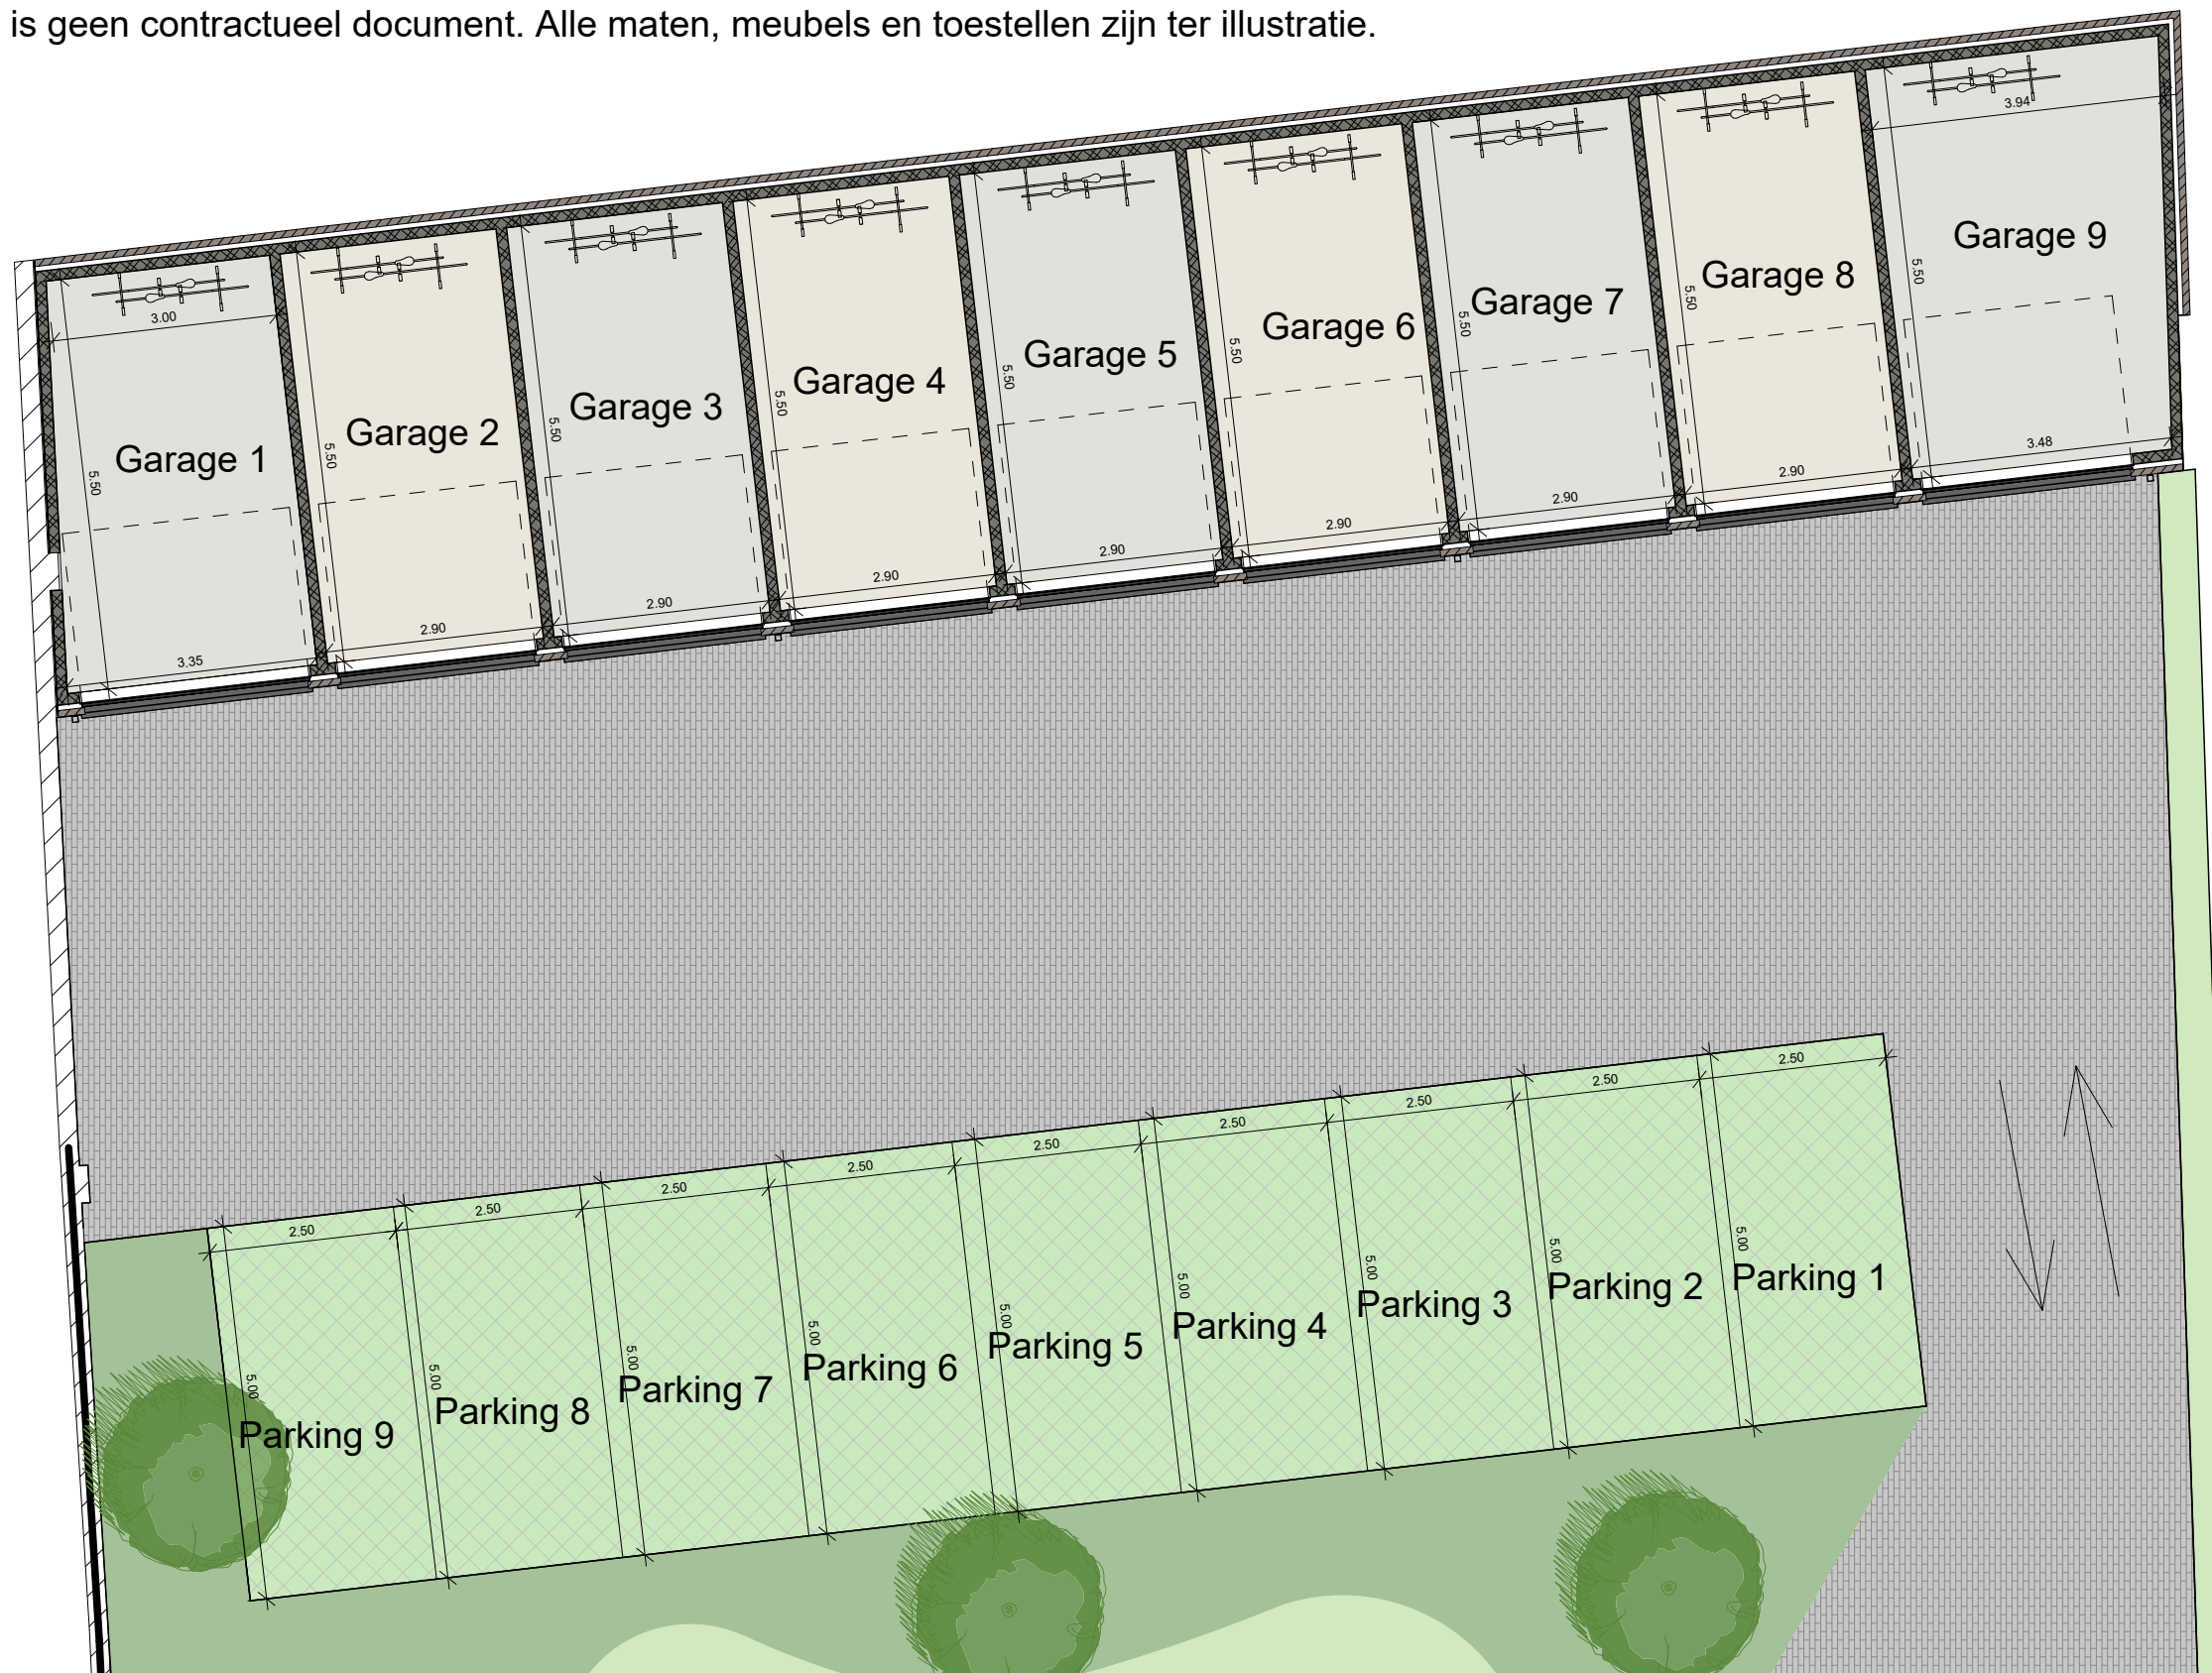 is geen contractueel document. Alle maten, meubels en toestellen zijn ter illustratie.
3.94
Garage 9
5.50
3.48
Garage 8
5.50
2.90
Garage 7
5.50
2.90
Garage 6
5.50
2.90
Garage 5
5.50
2.90
Garage 4
5.50
2.90
Garage 3
5.50
2.90
Garage 2
5.50
2.90
3.00
Garage 1
5.50
3.35
2.50
5.00
Parking 1
2.50
5.00
Parking 2
2.50
5.00
Parking 3
2.50
5.00
Parking 4
2.50
5.00
Parking 5
2.50
5.00
Parking 6
2.50
5.00
Parking 7
2.50
5.00
Parking 8
2.50
5.00
Parking 9